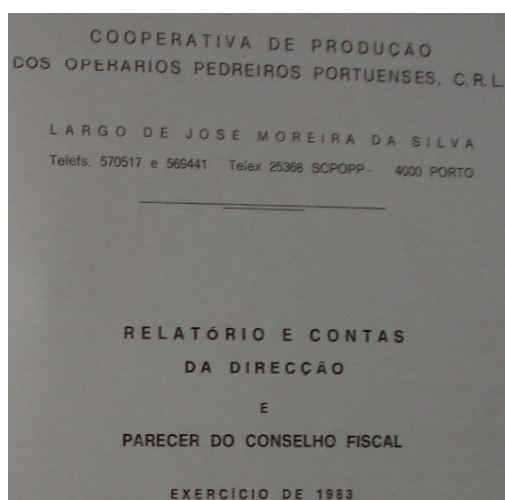 COOPERATIVA DE PRODUÇÃO
DOS OPERARIOS PEDREIROS PORTUENSES, C.R.L.
LARGO DE JOSÉ MOREIRA DA SILVA
Telefs. 570517 e 569441 Telex 25368 SCPOPP - 4000 PORTO
RELATÓRIO E CONTAS
DA DIRECÇÃO
E
PARECER DO CONSELHO FISCAL
EXERCÍCIO DE 1983